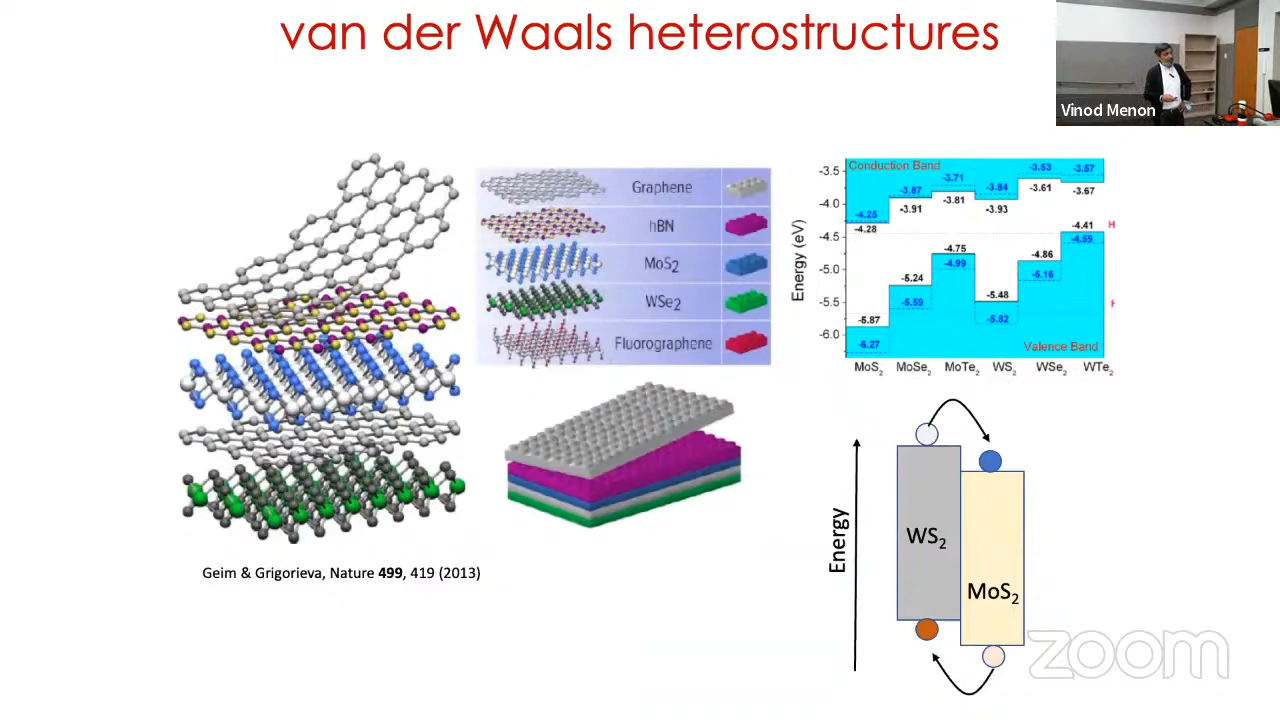 van der Waals heterostructures
Vinod Menon
Graphene
hBN
MoS2
WSe2
Fluorographene
Geim & Grigorieva, Nature 499, 419 (2013)
Conduction Band
Energy (eV)
-3.5
-4.0
-4.5
-5.0
-5.5
-6.0
-4.25
-4.28
-3.87
-3.91
-3.71
-3.81
-3.84
-3.93
-3.53
-3.61
-3.57
-3.67
-5.87
-6.27
-5.24
-5.59
-4.75
-4.99
-5.48
-5.82
-4.86
-5.16
-4.41
-4.59
H
Valence Band
MoS2 MoSe2 MoTe2 WS2 WSe2 WTe2
Energy
WS2
MoS2
zoom